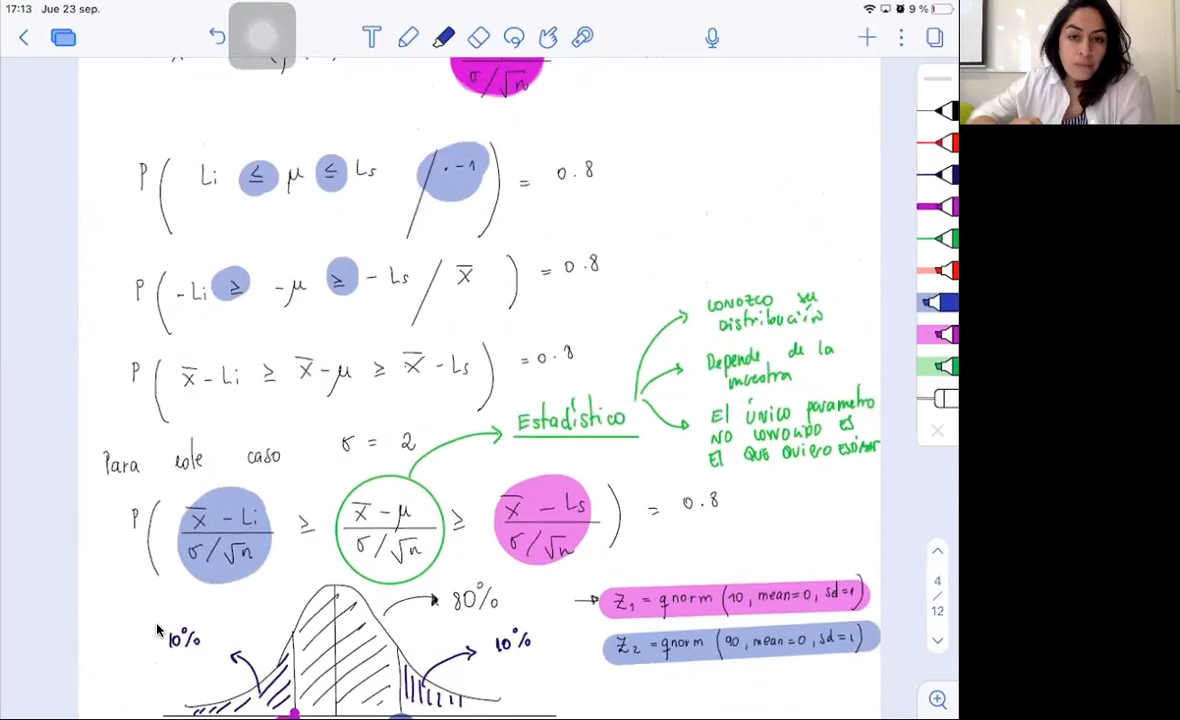 17:13 Jue 23 sep. 9 %
σ/√n
P( Li ≤ μ ≤ Ls / · -1 ) = 0.8
P( -Li ≥ -μ ≥ -Ls / x̄ ) = 0.8
P( x̄ - Li ≥ x̄ - μ ≥ x̄ - Ls ) = 0.8
CONOZCO su
Distribución
Depende de la
muestra
El único parametro
NO CONOCIDO ES
El QUE QUIERO ESTIMAR
Estadístico
Para este caso σ = 2
P( x̄ - Li / σ/√n ≥ x̄ - μ / σ/√n ≥ x̄ - Ls / σ/√n ) = 0.8
80%
10%
10%
Z₁ = qnorm (10, mean=0, sd=1)
Z₂ = qnorm (90, mean=0, sd=1)
4
/
12